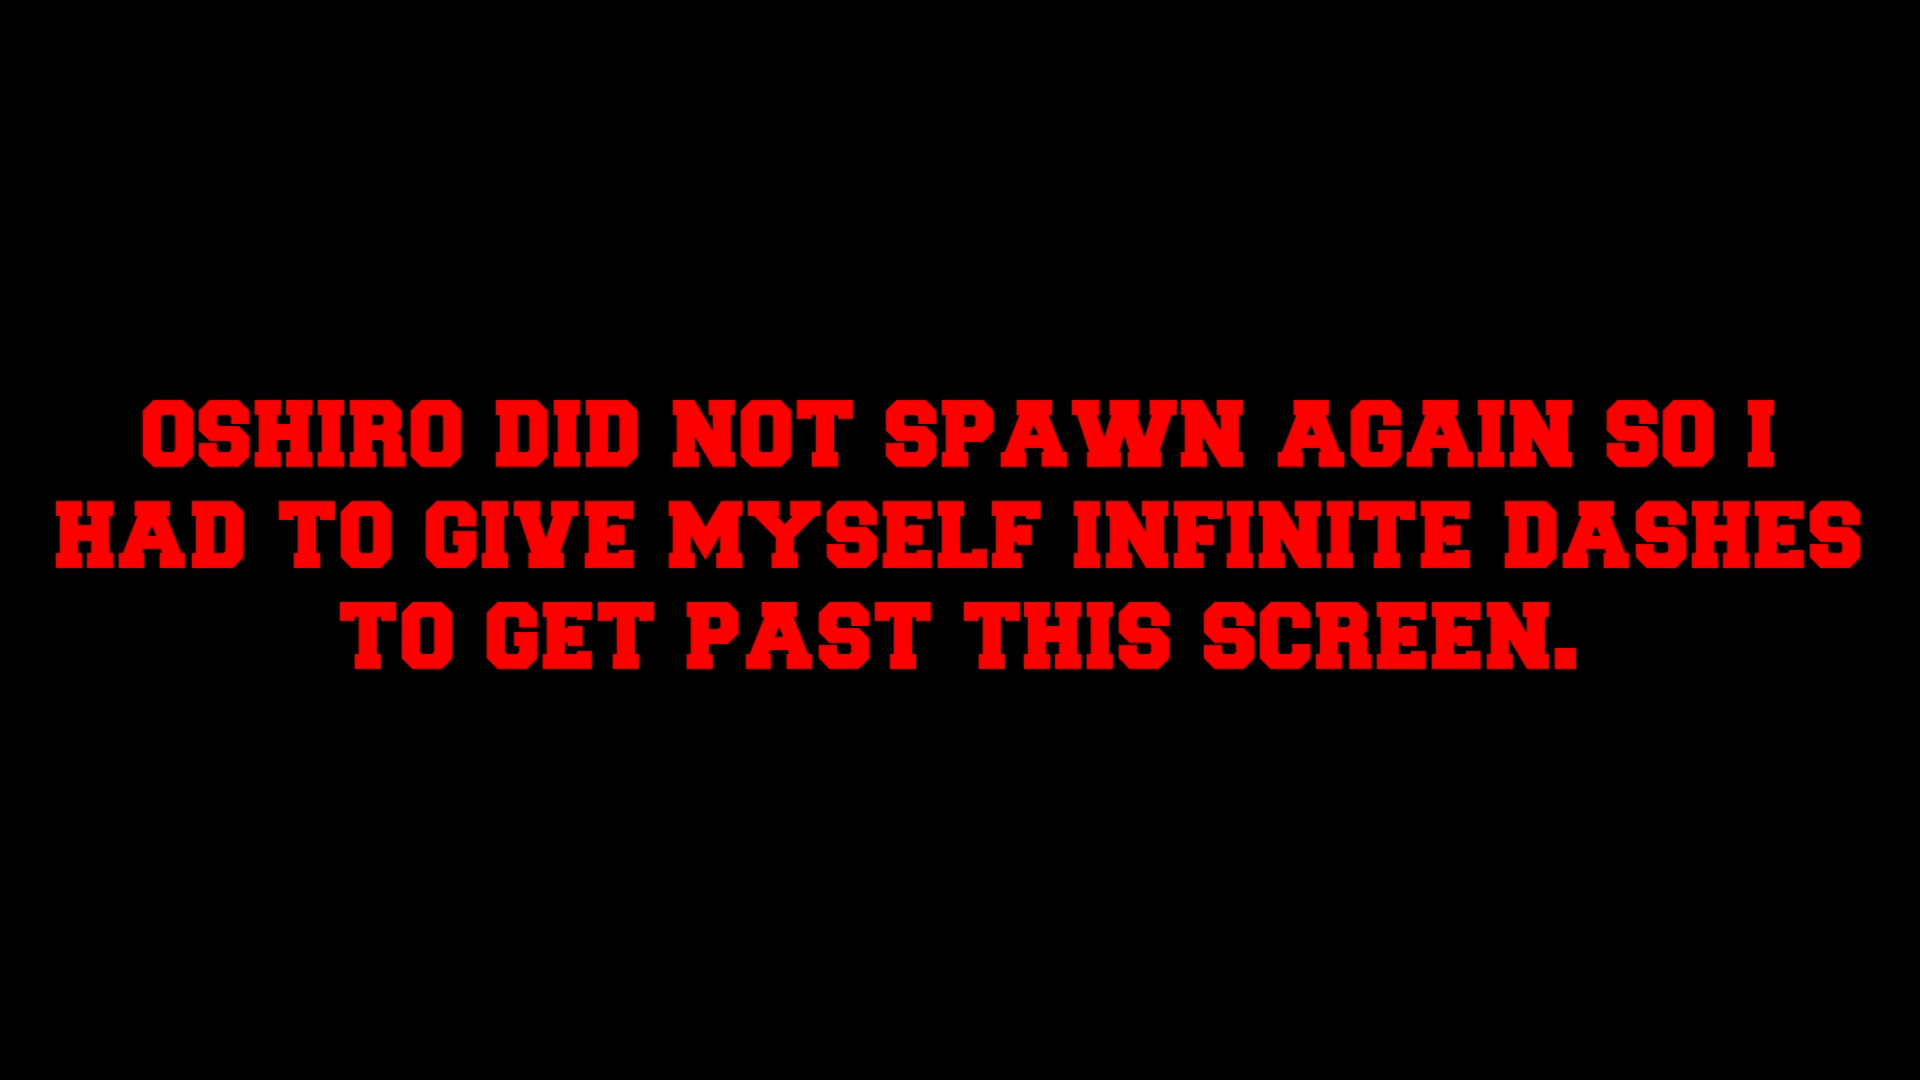 OSHIRO DID NOT SPAWN AGAIN SO I
HAD TO GIVE MYSELF INFINITE DASHES
TO GET PAST THIS SCREEN.